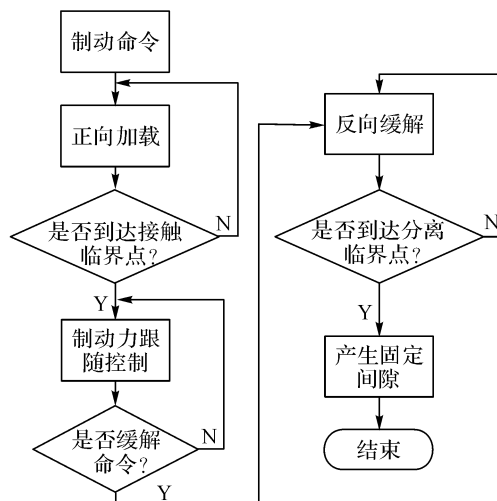 制动命令
正向加载
是否到达接触
临界点?
N
Y
制动力跟
随控制
是否缓解
命令?
N
Y
反向缓解
是否到达分离
临界点?
N
Y
产生固定
间隙
结束